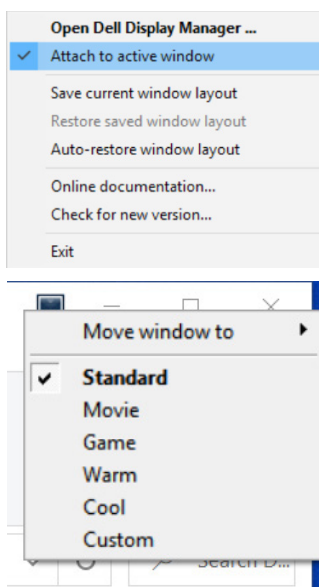 Open Dell Display Manager ...
Attach to active window
Save current window layout
Restore saved window layout
Auto-restore window layout
Online documentation...
Check for new version...
Exit
Move window to
Standard
Movie
Game
Warm
Cool
Custom
Search D...